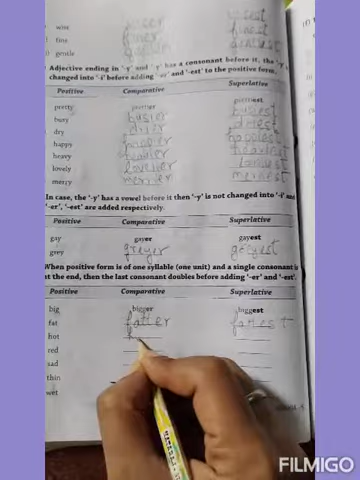 wise wiser wisest
fine finer finest
gentle
Adjective ending in '-y' and '-y' has a consonant before it, the '-y'
changed into '-i' before adding '-er' and '-est' to the positive form.
Positive Comparative Superlative
pretty prettier prettiest
busy busier busiest
dry drier driest
happy happier happiest
heavy heavier heaviest
lovely lovelier loveliest
merry merrier merriest
In case, the '-y' has a vowel before it then '-y' is not changed into '-i' and
'-er', '-est' are added respectively.
Positive Comparative Superlative
gay gayer gayest
grey greyer greyest
When positive form is of one syllable (one unit) and a single consonant is
at the end, then the last consonant doubles before adding '-er' and '-est'.
Positive Comparative Superlative
big bigger biggest
fat fatter fattest
hot
red
sad
thin
wet
FILMIGO